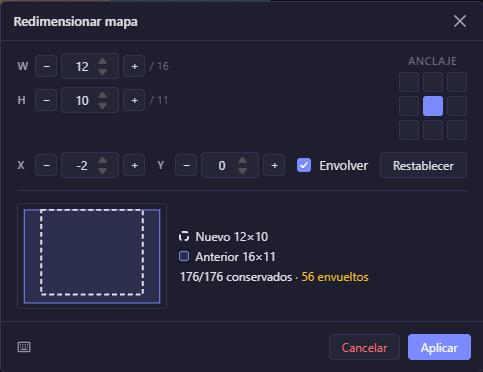 Redimensionar mapa
W − 12 + / 16
H − 10 + / 11
ANCLAJE
X − -2 + Y − 0 + Envolver Restablecer
Nuevo 12×10
Anterior 16×11
176/176 conservados · 56 envueltos
Cancelar Aplicar